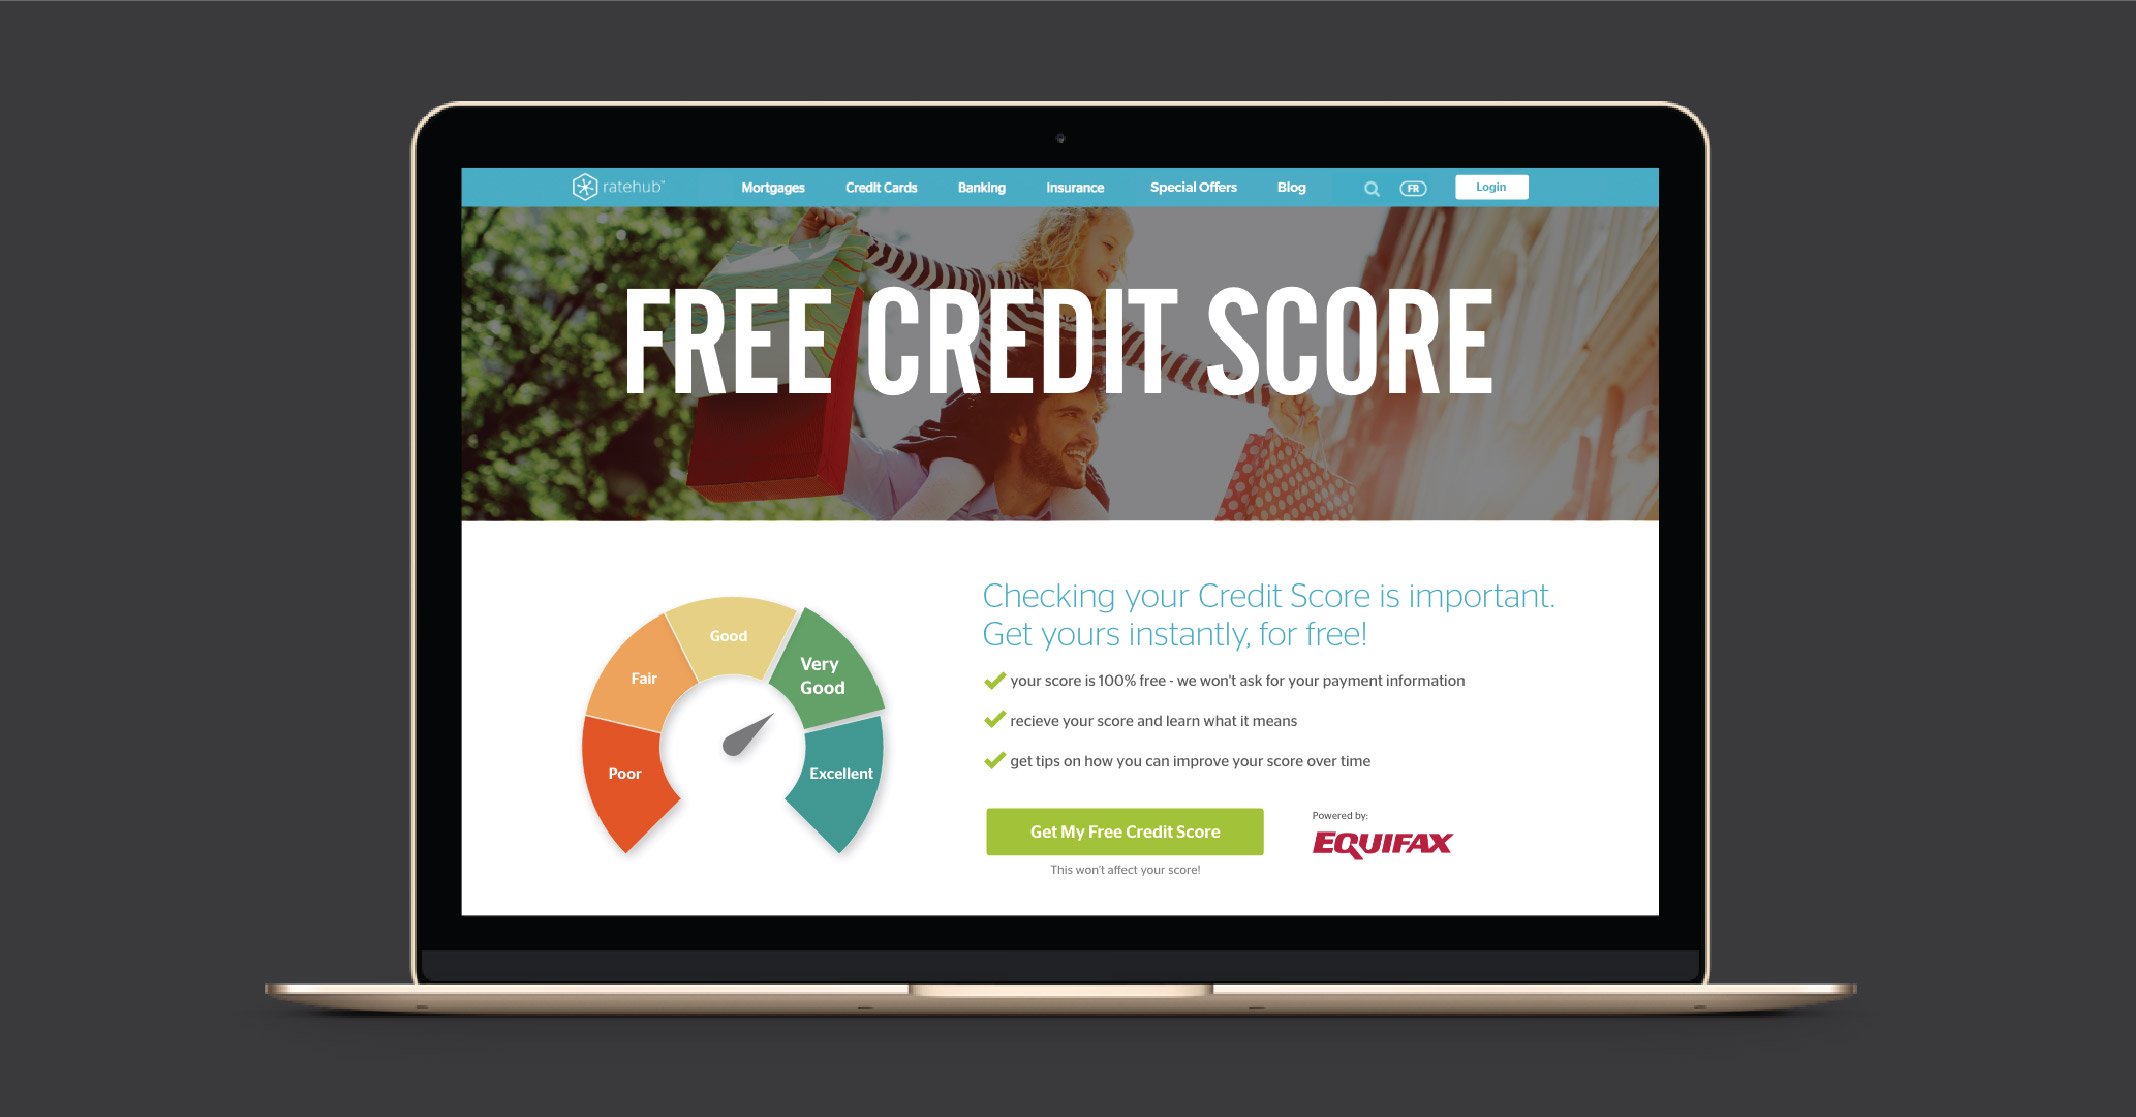 ratehub™
Mortgages
Credit Cards
Banking
Insurance
Special Offers
Blog
FR
Login
FREE CREDIT SCORE
Good
Fair
Very
Good
Poor
Excellent
Checking your Credit Score is important.
Get yours instantly, for free!
your score is 100% free - we won't ask for your payment information
recieve your score and learn what it means
get tips on how you can improve your score over time
Get My Free Credit Score
This won't affect your score!
Powered by:
EQUIFAX